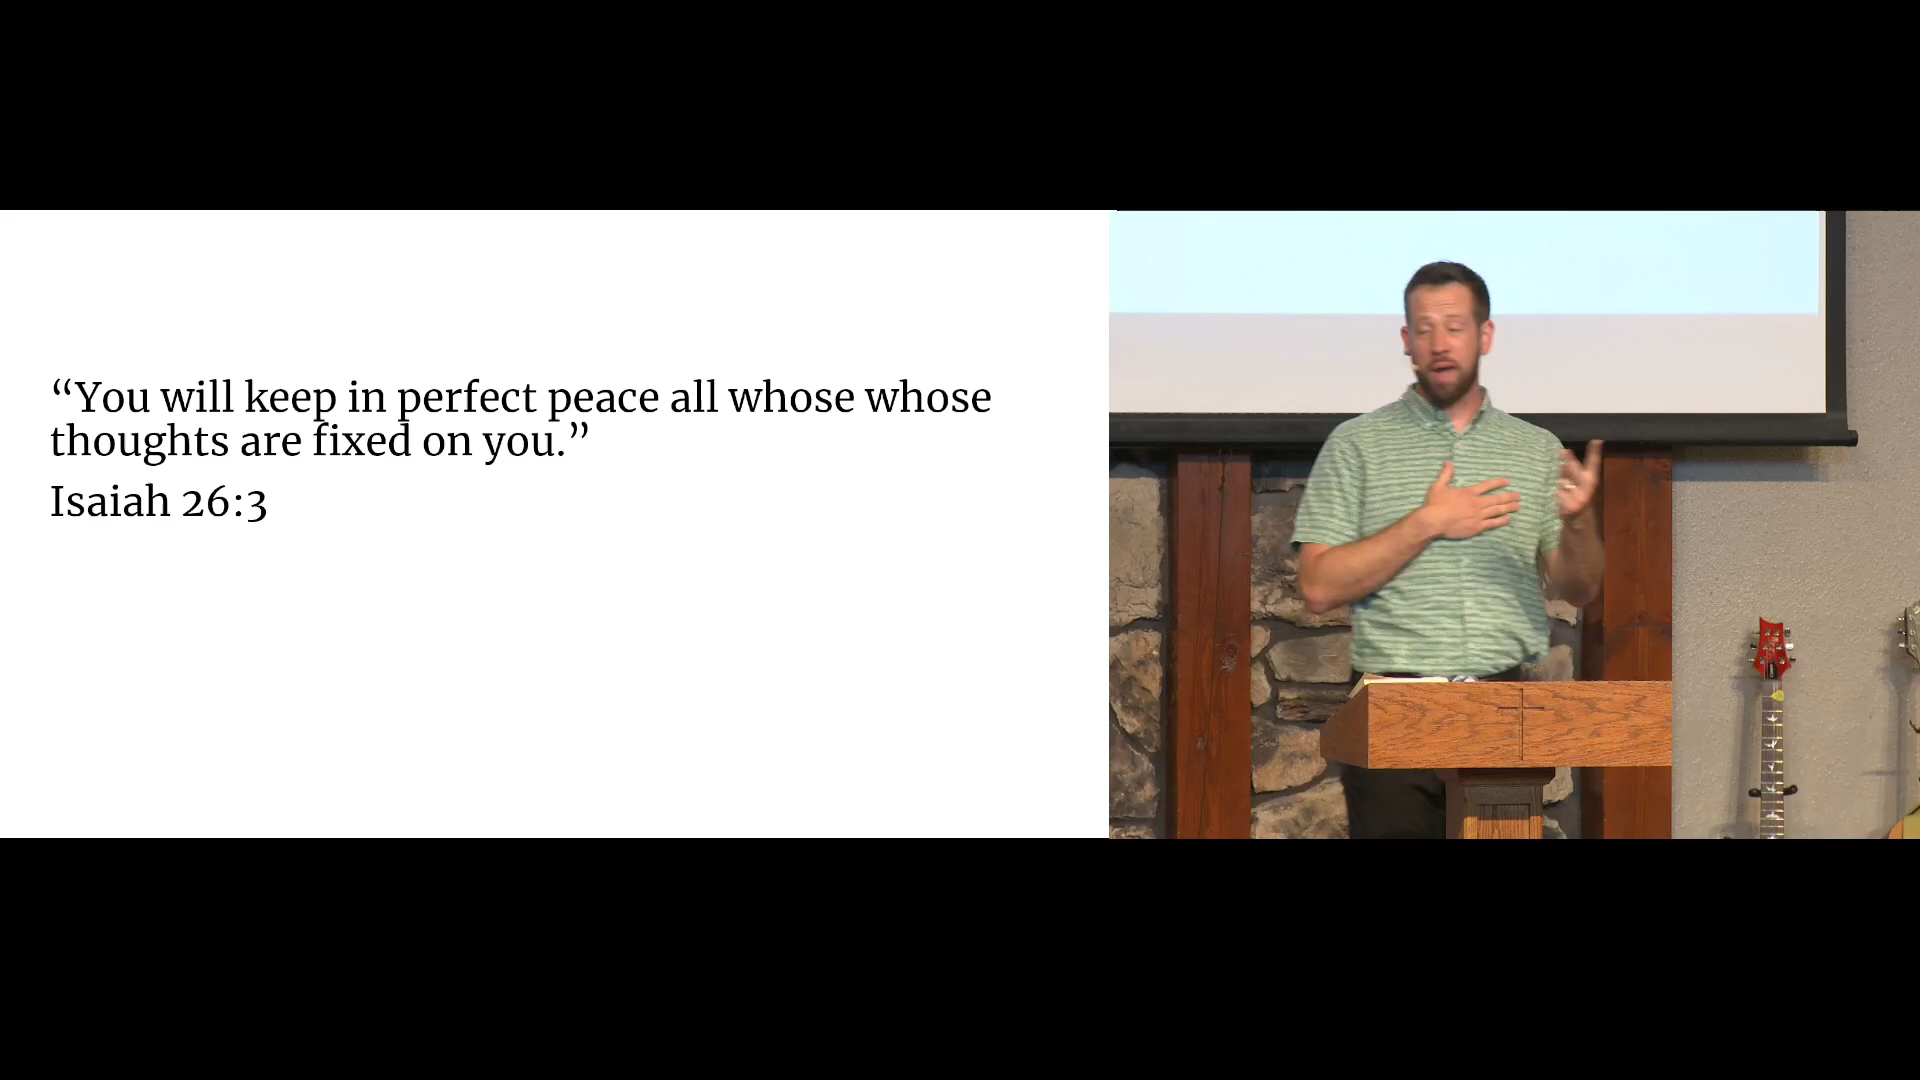 “You will keep in perfect peace all whose whose
thoughts are fixed on you.”
Isaiah 26:3